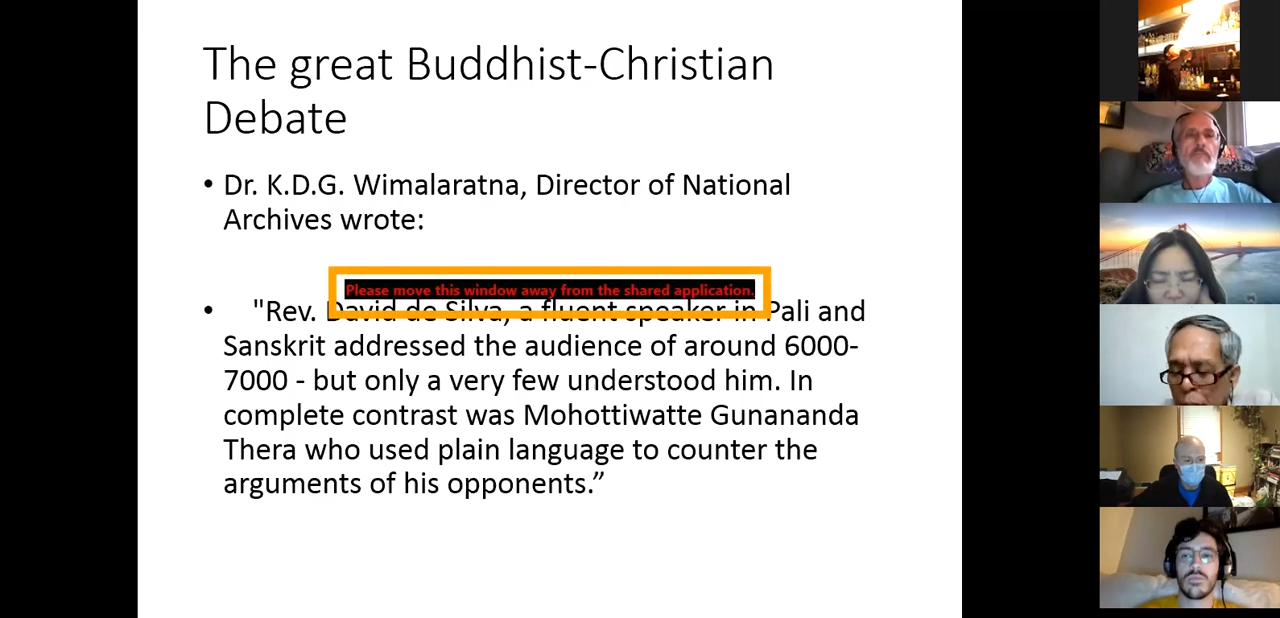 The great Buddhist-Christian
Debate
• Dr. K.D.G. Wimalaratna, Director of National
Archives wrote:
Please move this window away from the shared application.
• "Rev. David de Silva, a fluent speaker in Pali and
Sanskrit addressed the audience of around 6000-
7000 - but only a very few understood him. In
complete contrast was Mohottiwatte Gunananda
Thera who used plain language to counter the
arguments of his opponents.”